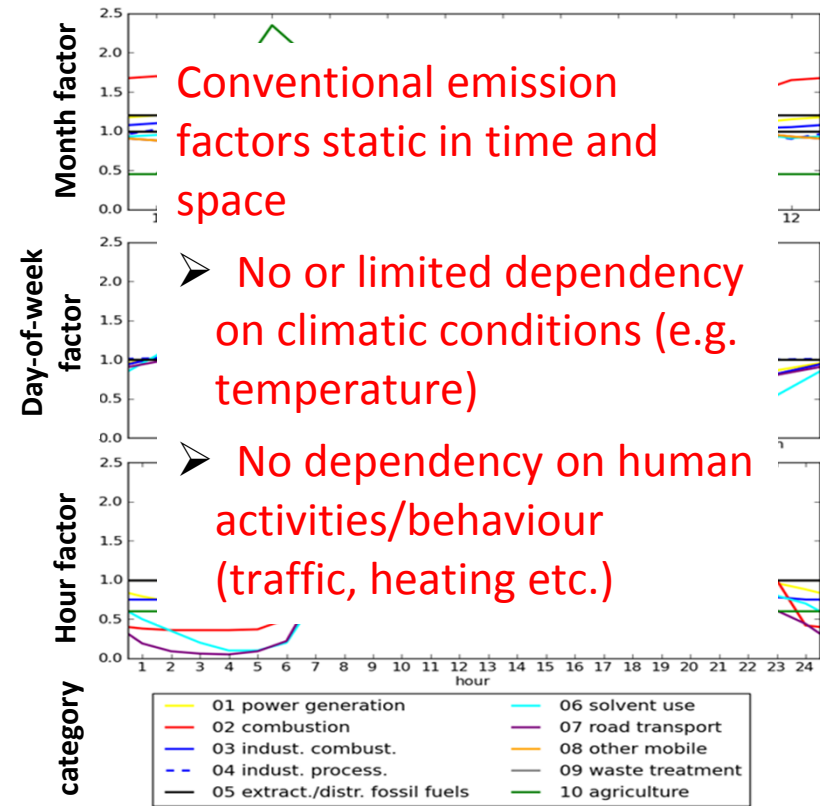 Month factor
2.5
2.0
1.5
1.0
0.5
0.0
12
Conventional emission
factors static in time and
space
➢ No or limited dependency
on climatic conditions (e.g.
temperature)
➢ No dependency on human
activities/behaviour
(traffic, heating etc.)
Day-of-week
factor
2.5
2.0
1.5
1.0
0.5
0.0
Hour factor
2.5
2.0
1.5
1.0
0.5
0.0
1 2 3 4 5 6 7 8 9 10 11 12 13 14 15 16 17 18 19 20 21 22 23 24
hour
category
01 power generation
02 combustion
03 indust. combust.
04 indust. process.
05 extract./distr. fossil fuels
06 solvent use
07 road transport
08 other mobile
09 waste treatment
10 agriculture